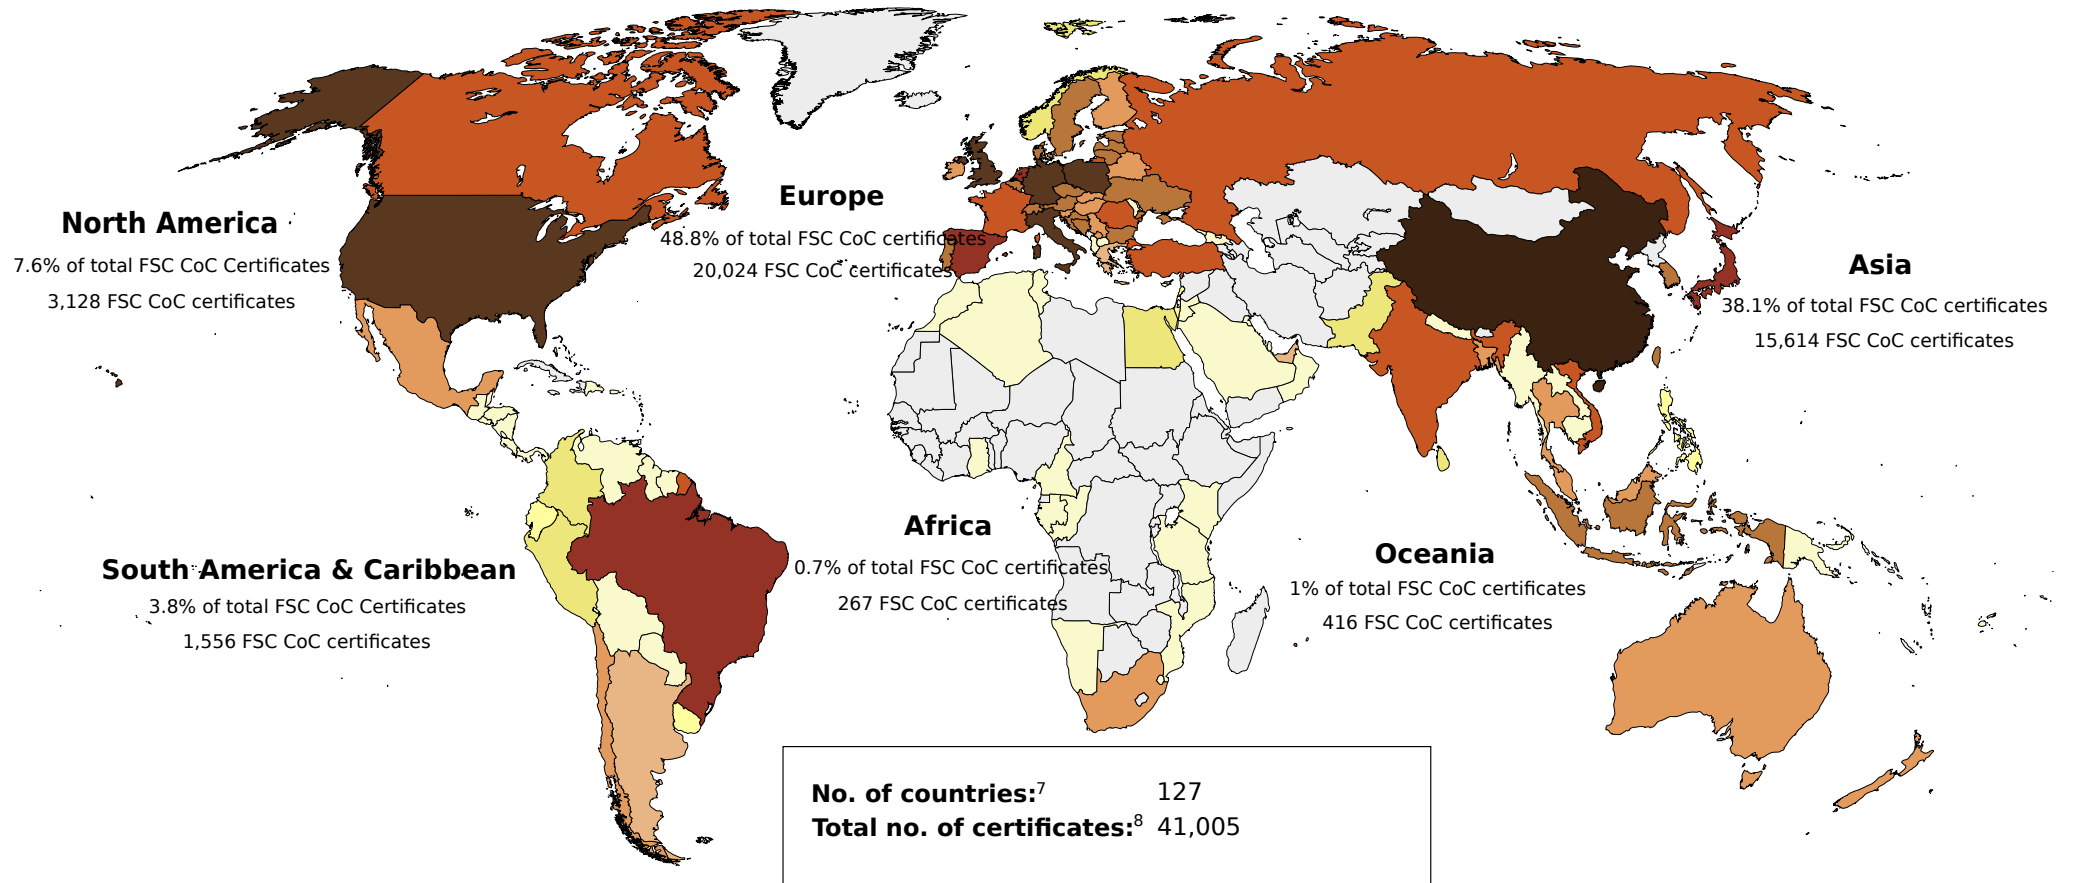 North America
7.6% of total FSC CoC Certificates
3,128 FSC CoC certificates
Europe
48.8% of total FSC CoC certificates
20,024 FSC CoC certificates
Asia
38.1% of total FSC CoC certificates
15,614 FSC CoC certificates
South America & Caribbean
3.8% of total FSC CoC Certificates
1,556 FSC CoC certificates
Africa
0.7% of total FSC CoC certificates
267 FSC CoC certificates
Oceania
1% of total FSC CoC certificates
416 FSC CoC certificates
No. of countries:⁷ 127
Total no. of certificates:⁸ 41,005